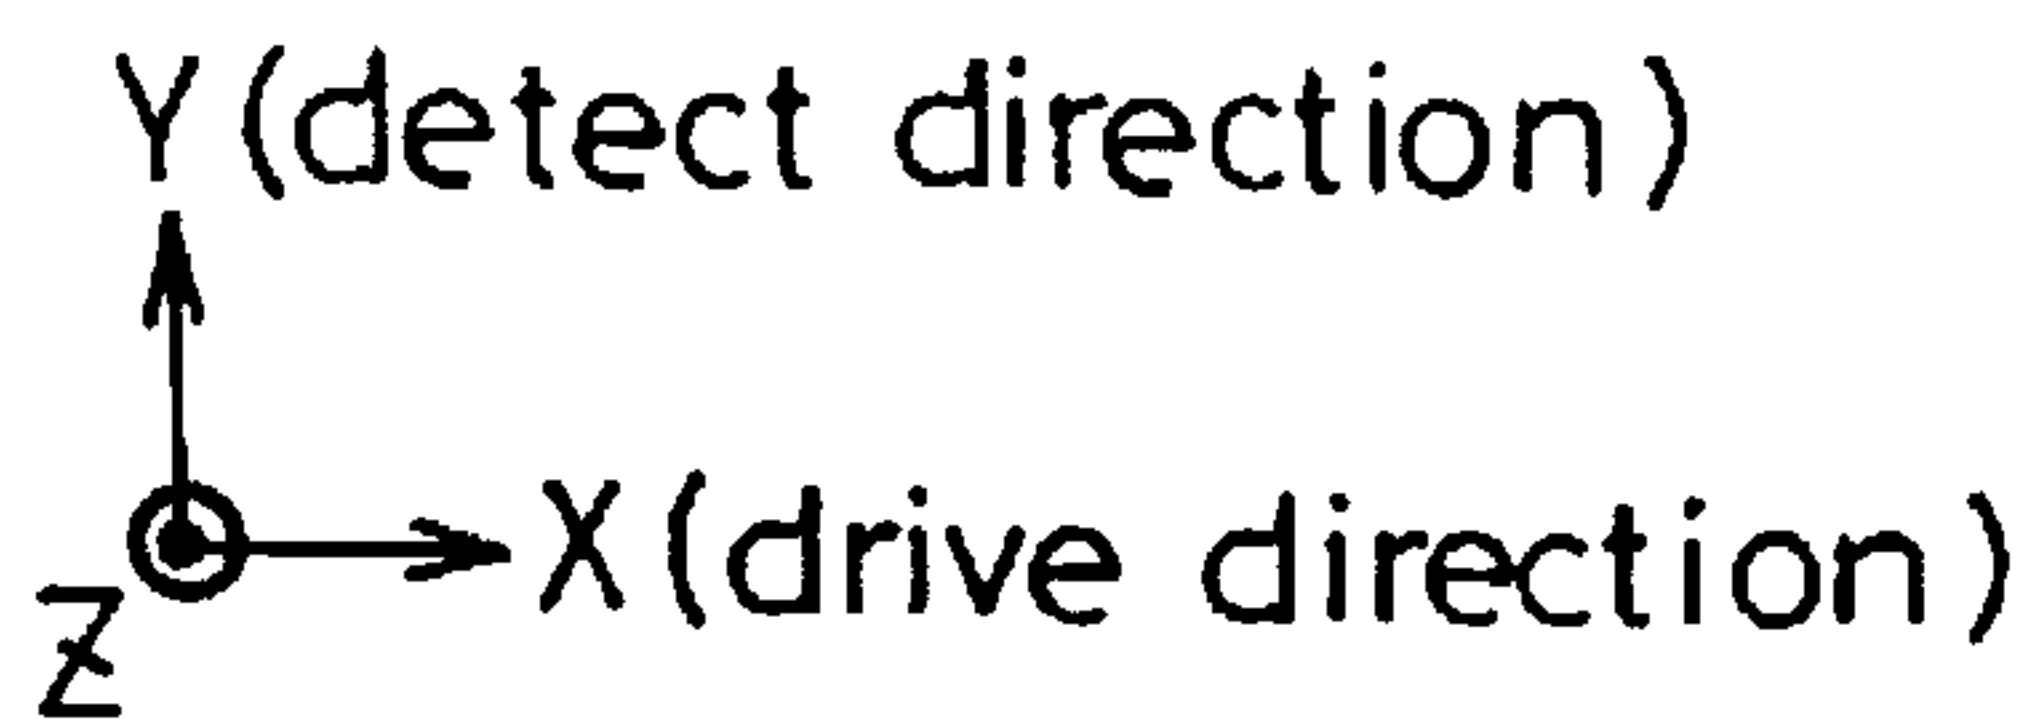 Y (detect direction)
X (drive direction)
Z